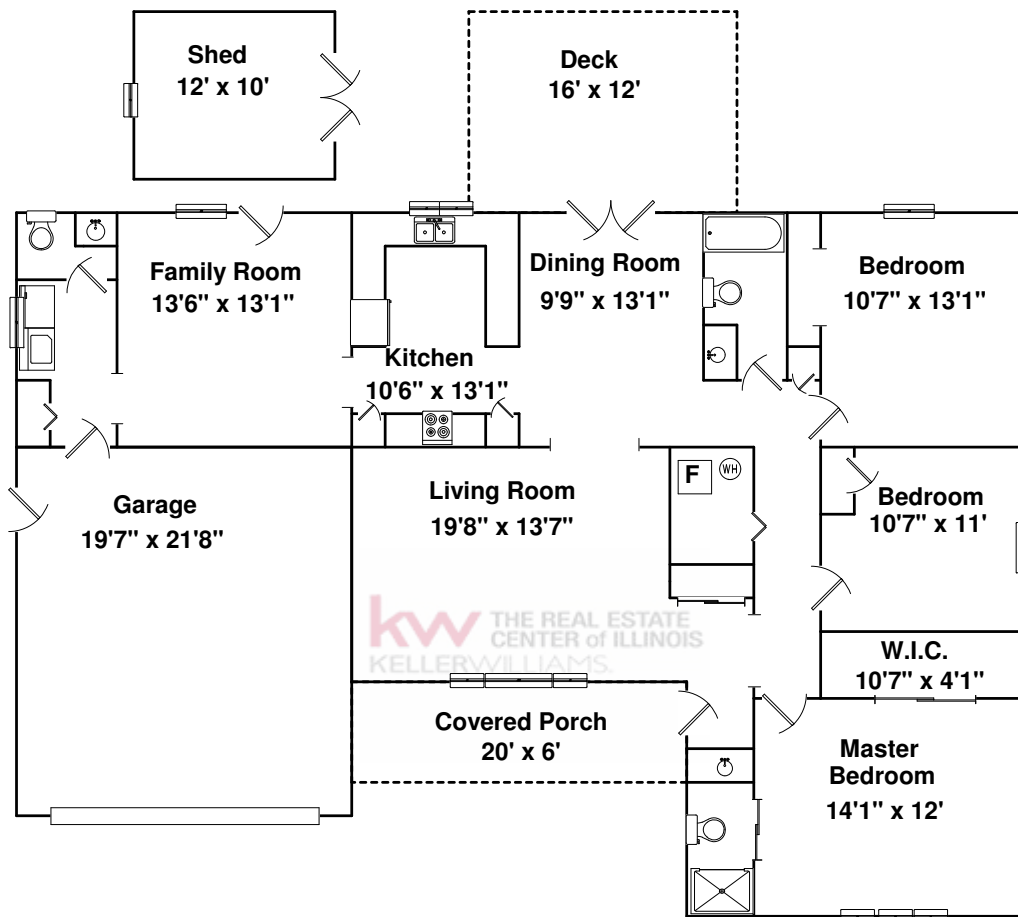 Shed
12' x 10'
Deck
16' x 12'
Family Room
13'6" x 13'1"
Dining Room
9'9" x 13'1"
Bedroom
10'7" x 13'1"
Kitchen
10'6" x 13'1"
Garage
19'7" x 21'8"
Living Room
19'8" x 13'7"
F
WH
Bedroom
10'7" x 11'
kw THE REAL ESTATE
CENTER of ILLINOIS
KELLERWILLIAMS.
W.I.C.
10'7" x 4'1"
Covered Porch
20' x 6'
Master
Bedroom
14'1" x 12'